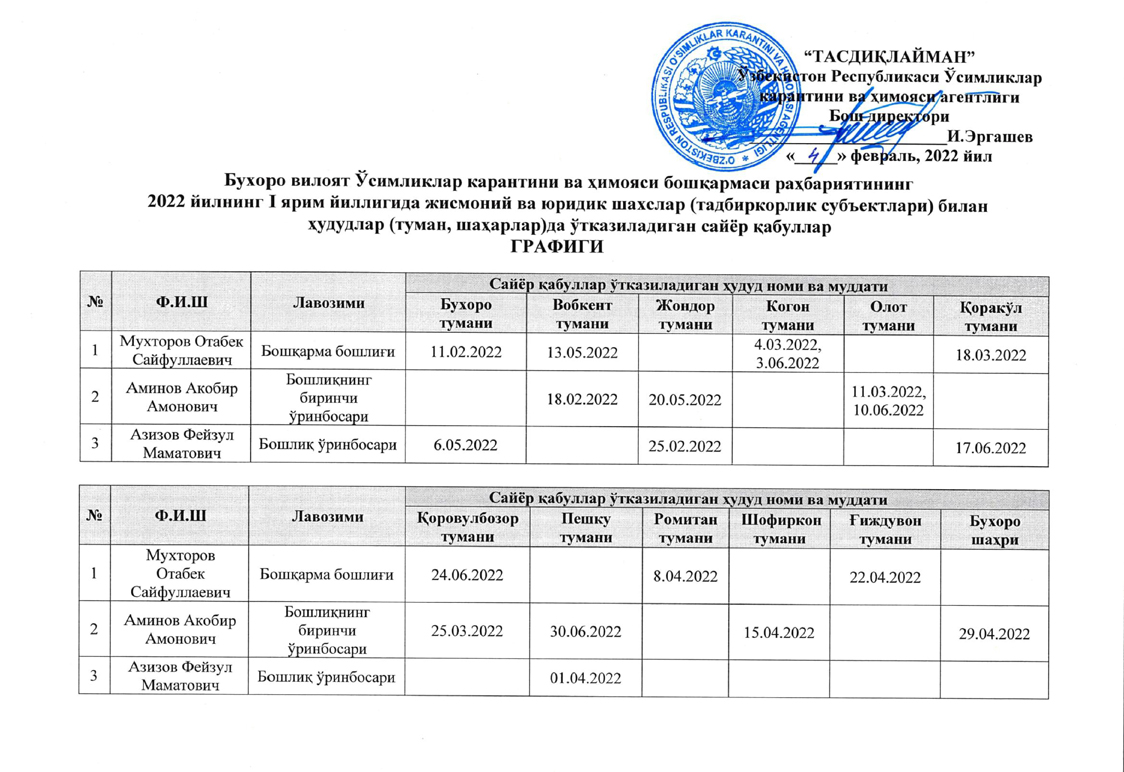 O‘ZBEKISTON RESPUBLIKASI O‘SIMLIKLAR KARANTINI VA HIMOYASI AGENTLIGI
“ТАСДИҚЛАЙМАН”
Ўзбекистон Республикаси Ўсимликлар
карантини ва ҳимояси агентлиги
Бош директори
И.Эргашев
« 4 » февраль, 2022 йил
Бухоро вилоят Ўсимликлар карантини ва ҳимояси бошқармаси раҳбариятининг
2022 йилнинг I ярим йиллигида жисмоний ва юридик шахслар (тадбиркорлик субъектлари) билан
ҳудудлар (туман, шаҳарлар)да ўтказиладиган сайёр қабуллар
ГРАФИГИ
№ Ф.И.Ш Лавозими Сайёр қабуллар ўтказиладиган ҳудуд номи ва муддати
Бухоро тумани Вобкент тумани Жондор тумани Когон тумани Олот тумани Қоракўл тумани
1 Мухторов Отабек Сайфуллаевич Бошқарма бошлиғи 11.02.2022 13.05.2022 4.03.2022, 3.06.2022 18.03.2022
2 Аминов Акобир Амонович Бошлиқнинг биринчи ўринбосари 18.02.2022 20.05.2022 11.03.2022, 10.06.2022
3 Азизов Фейзул Маматович Бошлиқ ўринбосари 6.05.2022 25.02.2022 17.06.2022
№ Ф.И.Ш Лавозими Сайёр қабуллар ўтказиладиган ҳудуд номи ва муддати
Қоровулбозор тумани Пешку тумани Ромитан тумани Шофиркон тумани Ғиждувон тумани Бухоро шаҳри
1 Мухторов Отабек Сайфуллаевич Бошқарма бошлиғи 24.06.2022 8.04.2022 22.04.2022
2 Аминов Акобир Амонович Бошлиқнинг биринчи ўринбосари 25.03.2022 30.06.2022 15.04.2022 29.04.2022
3 Азизов Фейзул Маматович Бошлиқ ўринбосари 01.04.2022